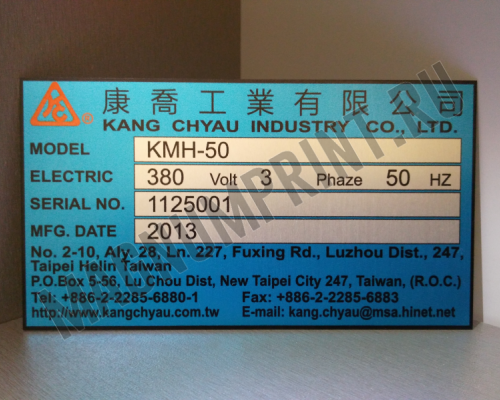 康喬工業有限公司
KANG CHYAU INDUSTRY CO., LTD.
MODEL KMH-50
ELECTRIC 380 Volt 3 Phaze 50 HZ
SERIAL NO. 1125001
MFG. DATE 2013
No. 2-10, Aly. 28, Ln. 227, Fuxing Rd., Luzhou Dist., 247,
Taipei Helin Taiwan
P.O.Box 5-56, Lu Chou Dist, New Taipei City 247, Taiwan, (R.O.C.)
Tel: +886-2-2285-6880-1 Fax: +886-2-2285-6883
http://www.kangchyau.com.tw E-mail: kang.chyau@msa.hinet.net